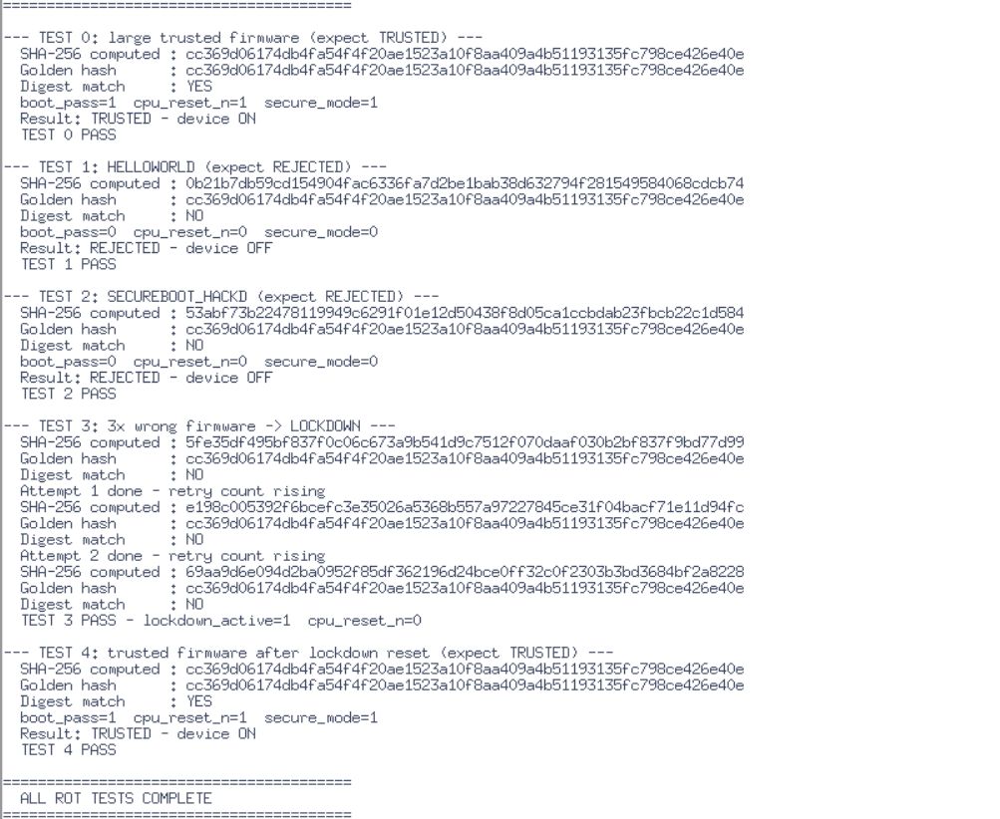 ========================================
--- TEST 0: large trusted firmware (expect TRUSTED) ---
SHA-256 computed : cc369d06174db4fa54f4f20ae1523a10f8aa409a4b51193135fc798ce426e40e
Golden hash : cc369d06174db4fa54f4f20ae1523a10f8aa409a4b51193135fc798ce426e40e
Digest match : YES
boot_pass=1 cpu_reset_n=1 secure_mode=1
Result: TRUSTED - device ON
TEST 0 PASS
--- TEST 1: HELLOWORLD (expect REJECTED) ---
SHA-256 computed : 0b21b7db59cd154904fac6336fa7d2be1bab38d632794f281549584068cdcb74
Golden hash : cc369d06174db4fa54f4f20ae1523a10f8aa409a4b51193135fc798ce426e40e
Digest match : NO
boot_pass=0 cpu_reset_n=0 secure_mode=0
Result: REJECTED - device OFF
TEST 1 PASS
--- TEST 2: SECUREBOOT_HACKD (expect REJECTED) ---
SHA-256 computed : 53abf73b22478119949c6291f01e12d50438f8d05ca1ccbdab23fbcb22c1d584
Golden hash : cc369d06174db4fa54f4f20ae1523a10f8aa409a4b51193135fc798ce426e40e
Digest match : NO
boot_pass=0 cpu_reset_n=0 secure_mode=0
Result: REJECTED - device OFF
TEST 2 PASS
--- TEST 3: 3x wrong firmware -> LOCKDOWN ---
SHA-256 computed : 5fe35df495bf837f0c06c673a9b541d9c7512f070daaf030b2bf837f9bd77d99
Golden hash : cc369d06174db4fa54f4f20ae1523a10f8aa409a4b51193135fc798ce426e40e
Digest match : NO
Attempt 1 done - retry count rising
SHA-256 computed : e198c005392f6bcefc3e35026a5368b557a97227845ce31f04bacf71e11d94fc
Golden hash : cc369d06174db4fa54f4f20ae1523a10f8aa409a4b51193135fc798ce426e40e
Digest match : NO
Attempt 2 done - retry count rising
SHA-256 computed : 69aa9d6e094d2ba0952f85df362196d24bce0ff32c0f2303b3bd3684bf2a8228
Golden hash : cc369d06174db4fa54f4f20ae1523a10f8aa409a4b51193135fc798ce426e40e
Digest match : NO
TEST 3 PASS - lockdown_active=1 cpu_reset_n=0
--- TEST 4: trusted firmware after lockdown reset (expect TRUSTED) ---
SHA-256 computed : cc369d06174db4fa54f4f20ae1523a10f8aa409a4b51193135fc798ce426e40e
Golden hash : cc369d06174db4fa54f4f20ae1523a10f8aa409a4b51193135fc798ce426e40e
Digest match : YES
boot_pass=1 cpu_reset_n=1 secure_mode=1
Result: TRUSTED - device ON
TEST 4 PASS
========================================
ALL ROT TESTS COMPLETE
========================================